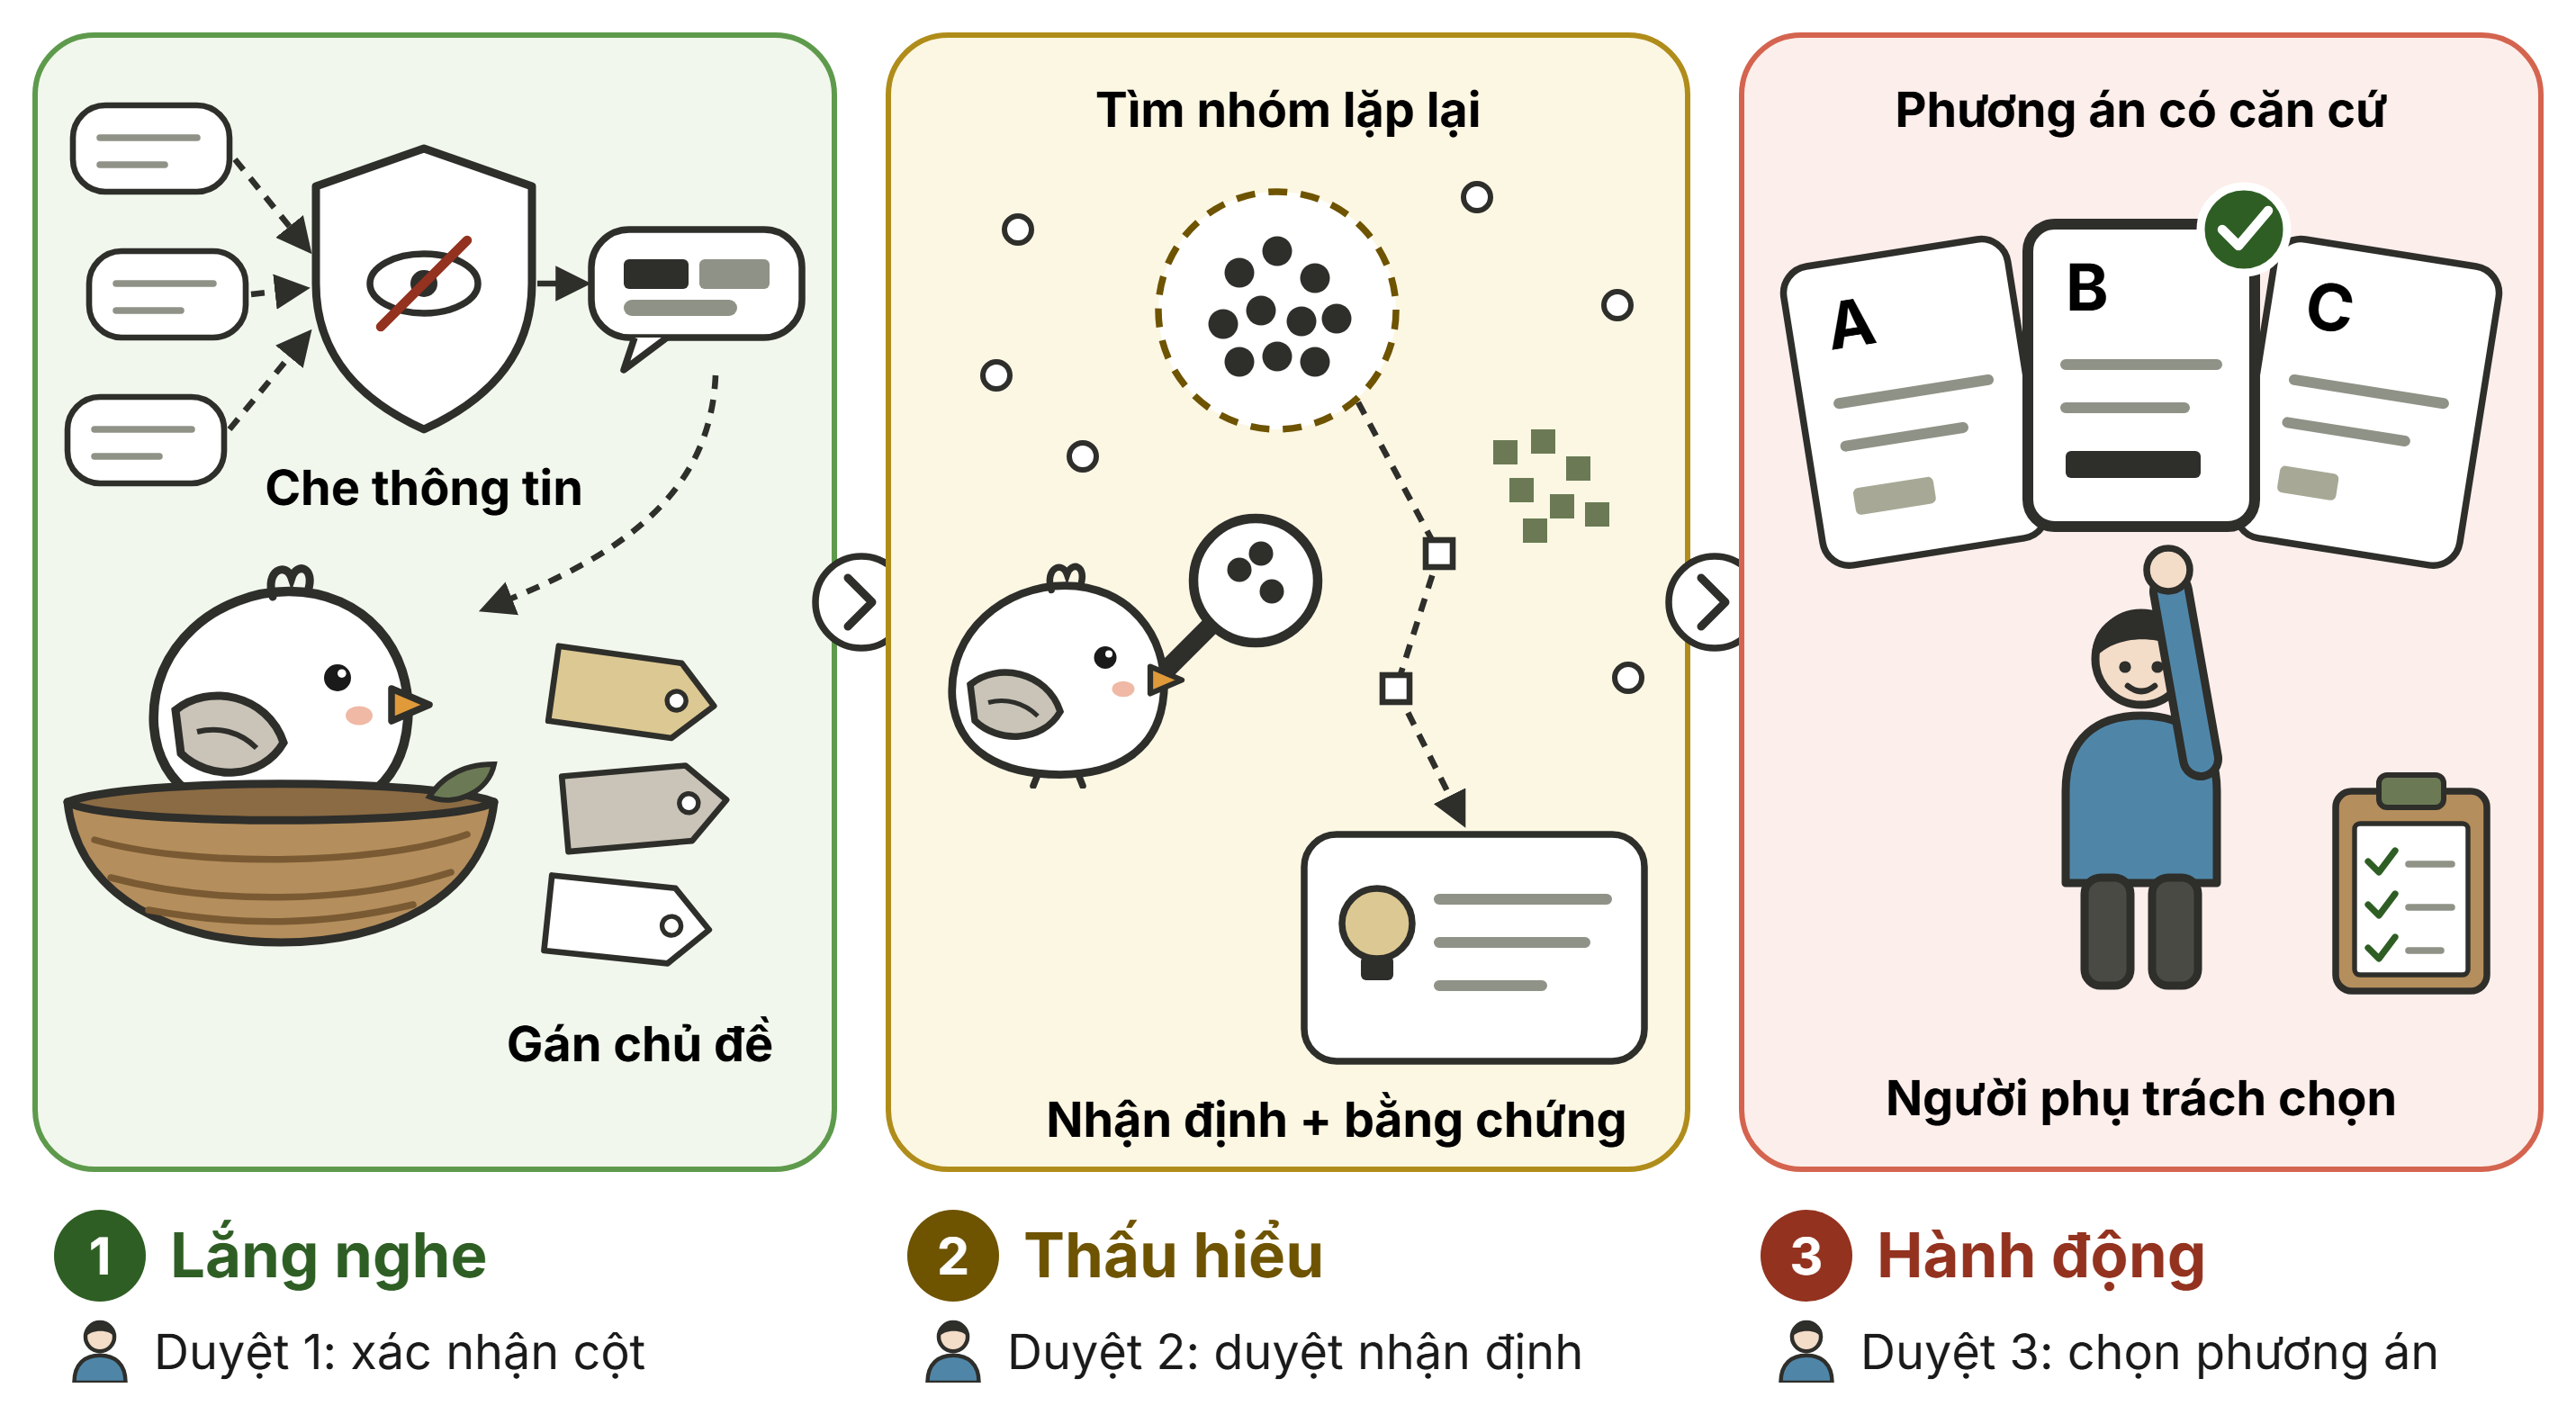 Che thông tin
Gán chủ đề
1 Lắng nghe
Duyệt 1: xác nhận cột
Tìm nhóm lặp lại
Nhận định + bằng chứng
2 Thấu hiểu
Duyệt 2: duyệt nhận định
Phương án có căn cứ
A
B
C
Người phụ trách chọn
3 Hành động
Duyệt 3: chọn phương án